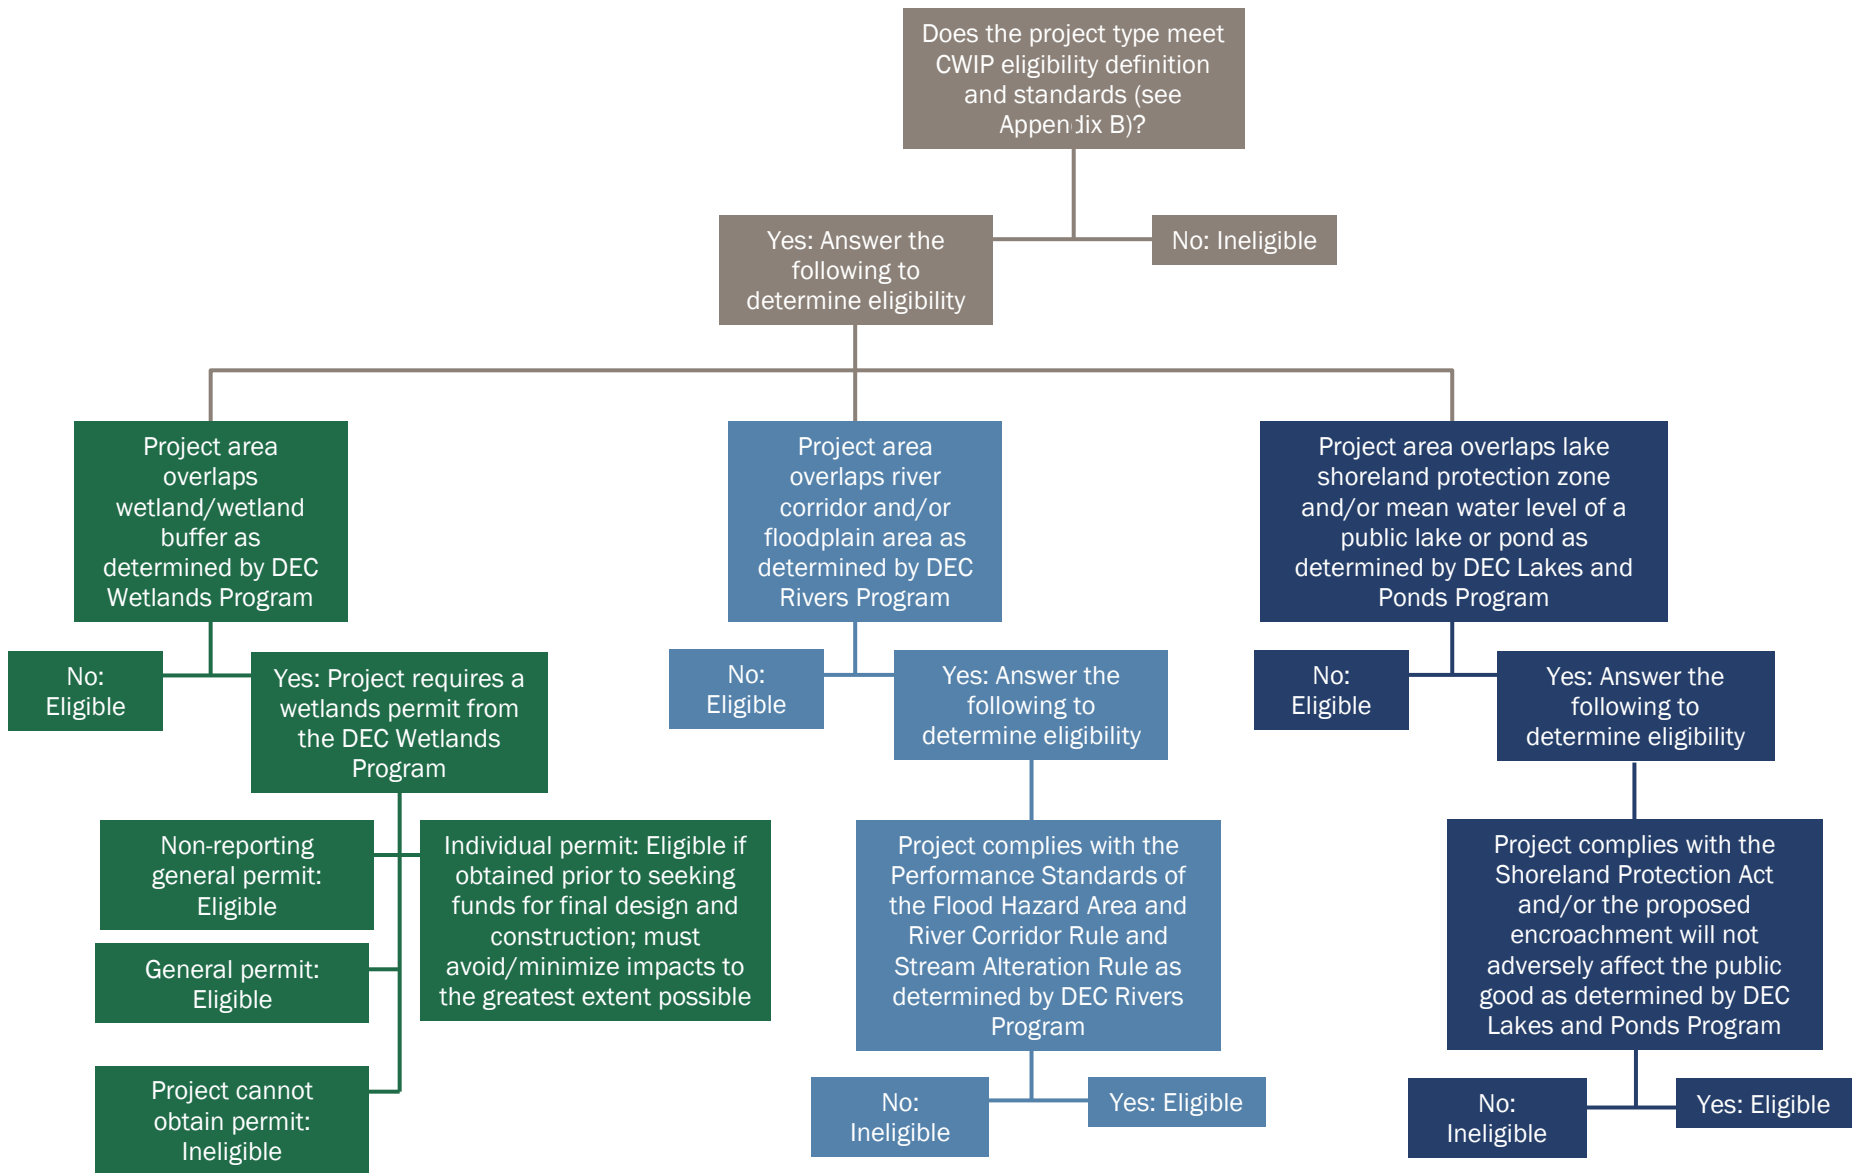 Does the project type meet
CWIP eligibility definition
and standards (see
Appendix B)?
Yes: Answer the
following to
determine eligibility
No: Ineligible
Project area
overlaps
wetland/wetland
buffer as
determined by DEC
Wetlands Program
Project area
overlaps river
corridor and/or
floodplain area as
determined by DEC
Rivers Program
Project area overlaps lake
shoreland protection zone
and/or mean water level of a
public lake or pond as
determined by DEC Lakes and
Ponds Program
No:
Eligible
Yes: Project requires a
wetlands permit from
the DEC Wetlands
Program
No:
Eligible
Yes: Answer the
following to
determine eligibility
No:
Eligible
Yes: Answer the
following to
determine eligibility
Non-reporting
general permit:
Eligible
Individual permit: Eligible if
obtained prior to seeking
funds for final design and
construction; must
avoid/minimize impacts to
the greatest extent possible
General permit:
Eligible
Project cannot
obtain permit:
Ineligible
Project complies with the
Performance Standards of
the Flood Hazard Area and
River Corridor Rule and
Stream Alteration Rule as
determined by DEC Rivers
Program
No:
Ineligible
Yes: Eligible
Project complies with the
Shoreland Protection Act
and/or the proposed
encroachment will not
adversely affect the public
good as determined by DEC
Lakes and Ponds Program
No:
Ineligible
Yes: Eligible